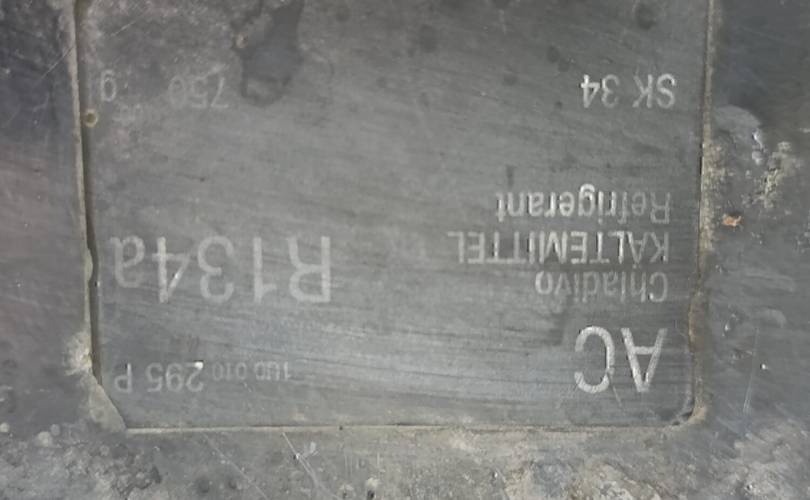 AC 1U0 010 295 P
Chladivo
KÄLTEMITTEL R134a
Refrigerant
SK 34 750 g